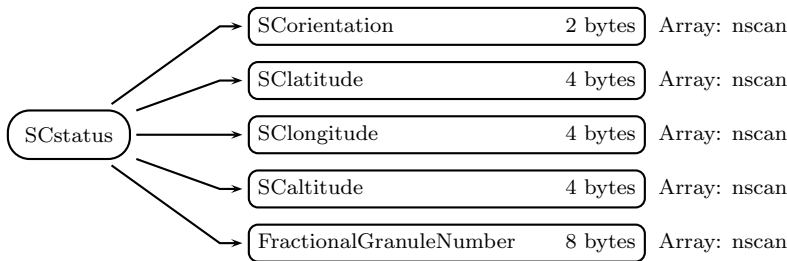 SCorientation 2 bytes Array: nscan
SClatitude 4 bytes Array: nscan
SCstatus
SClongitude 4 bytes Array: nscan
SCaltitude 4 bytes Array: nscan
FractionalGranuleNumber 8 bytes Array: nscan